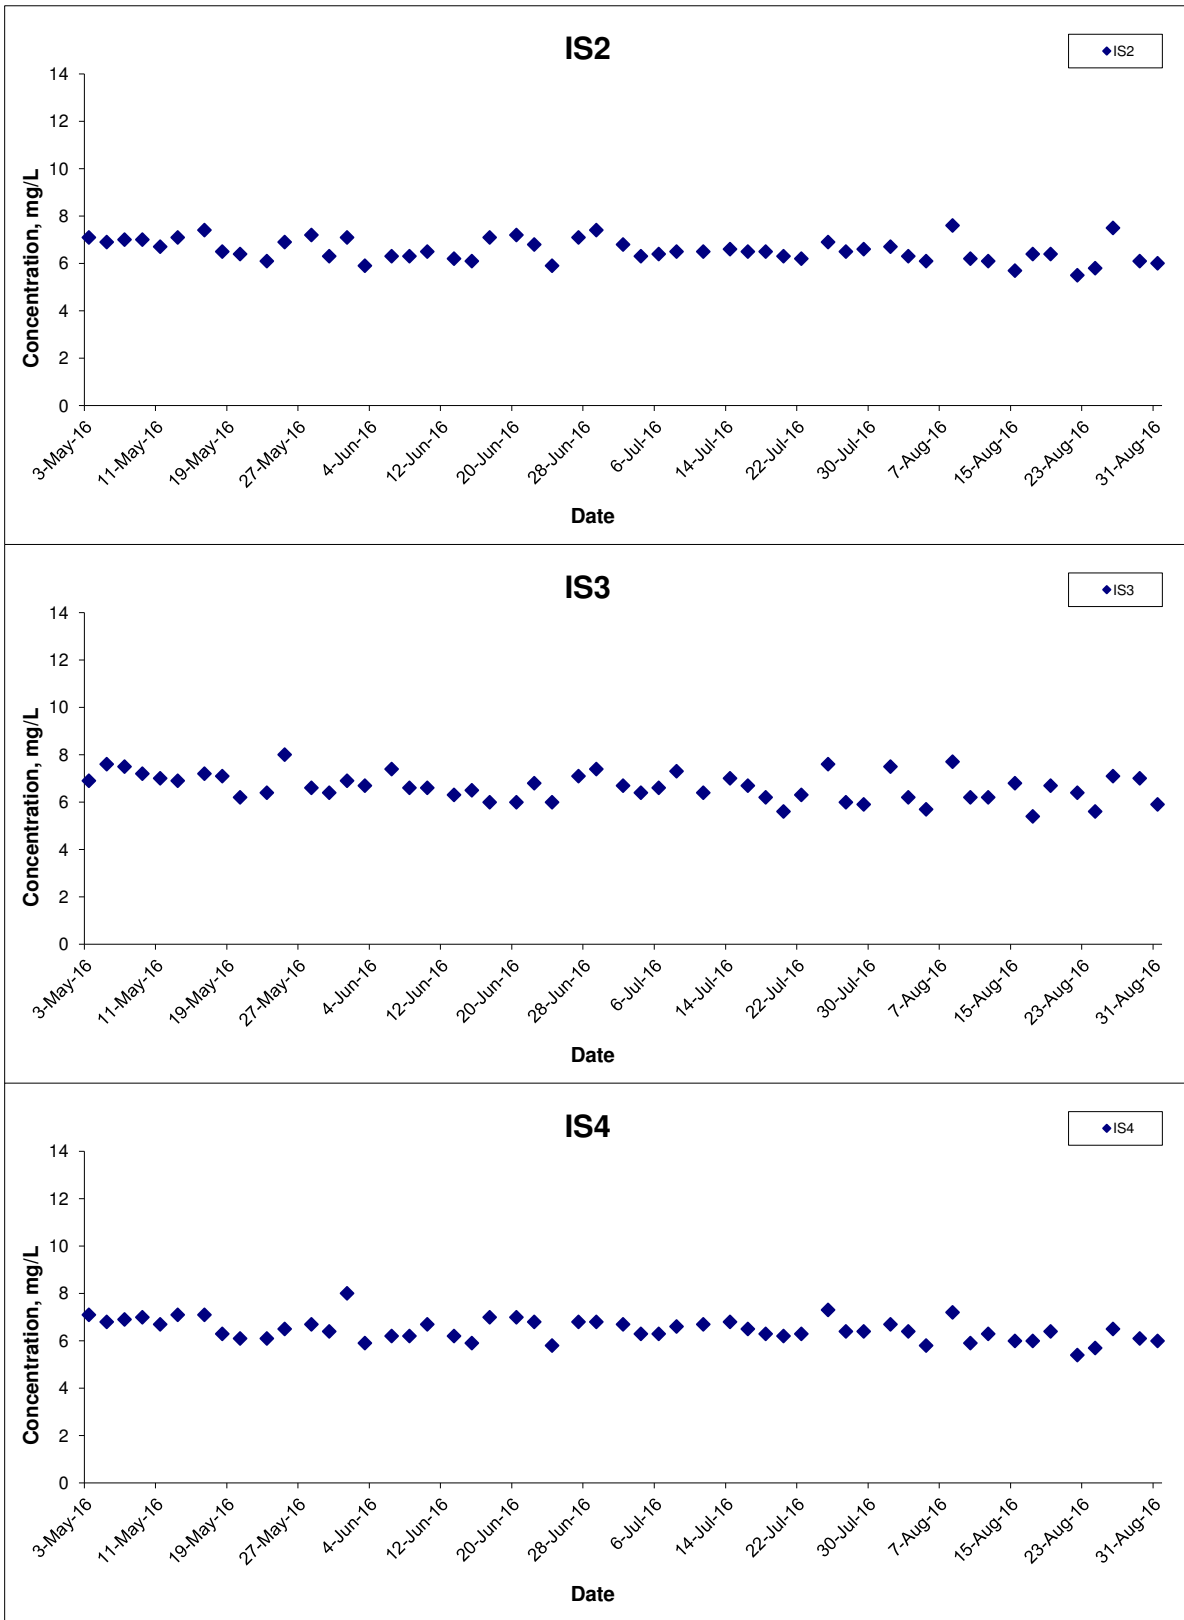 IS2
IS2
14
12
10
8
6
4
2
0
Concentration, mg/L
3-May-16
11-May-16
19-May-16
27-May-16
4-Jun-16
12-Jun-16
20-Jun-16
28-Jun-16
6-Jul-16
14-Jul-16
22-Jul-16
30-Jul-16
7-Aug-16
15-Aug-16
23-Aug-16
31-Aug-16
Date
IS3
IS3
14
12
10
8
6
4
2
0
Concentration, mg/L
3-May-16
11-May-16
19-May-16
27-May-16
4-Jun-16
12-Jun-16
20-Jun-16
28-Jun-16
6-Jul-16
14-Jul-16
22-Jul-16
30-Jul-16
7-Aug-16
15-Aug-16
23-Aug-16
31-Aug-16
Date
IS4
IS4
14
12
10
8
6
4
2
0
Concentration, mg/L
3-May-16
11-May-16
19-May-16
27-May-16
4-Jun-16
12-Jun-16
20-Jun-16
28-Jun-16
6-Jul-16
14-Jul-16
22-Jul-16
30-Jul-16
7-Aug-16
15-Aug-16
23-Aug-16
31-Aug-16
Date